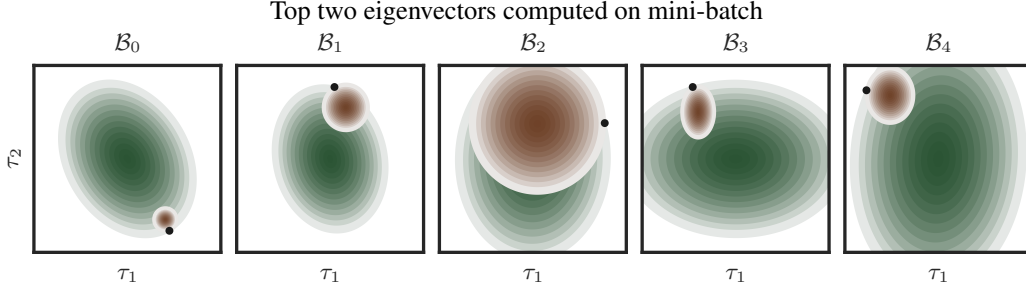 Top two eigenvectors computed on mini-batch
B₀ B₁ B₂ B₃ B₄
τ₂
τ₁ τ₁ τ₁ τ₁ τ₁